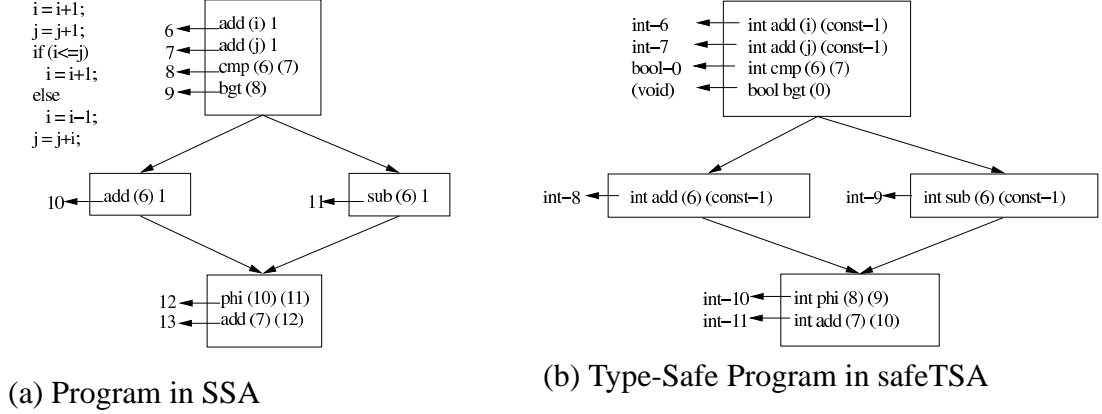 i = i+1;
j = j+1;
if (i<=j)
i = i+1;
else
i = i−1;
j = j+i;
6 add (i) 1
7 add (j) 1
8 cmp (6) (7)
9 bgt (8)
10 add (6) 1
11 sub (6) 1
12 phi (10) (11)
13 add (7) (12)
(a) Program in SSA
int−6 int add (i) (const−1)
int−7 int add (j) (const−1)
bool−0 int cmp (6) (7)
(void) bool bgt (0)
int−8 int add (6) (const−1)
int−9 int sub (6) (const−1)
int−10 int phi (8) (9)
int−11 int add (7) (10)
(b) Type-Safe Program in safeTSA